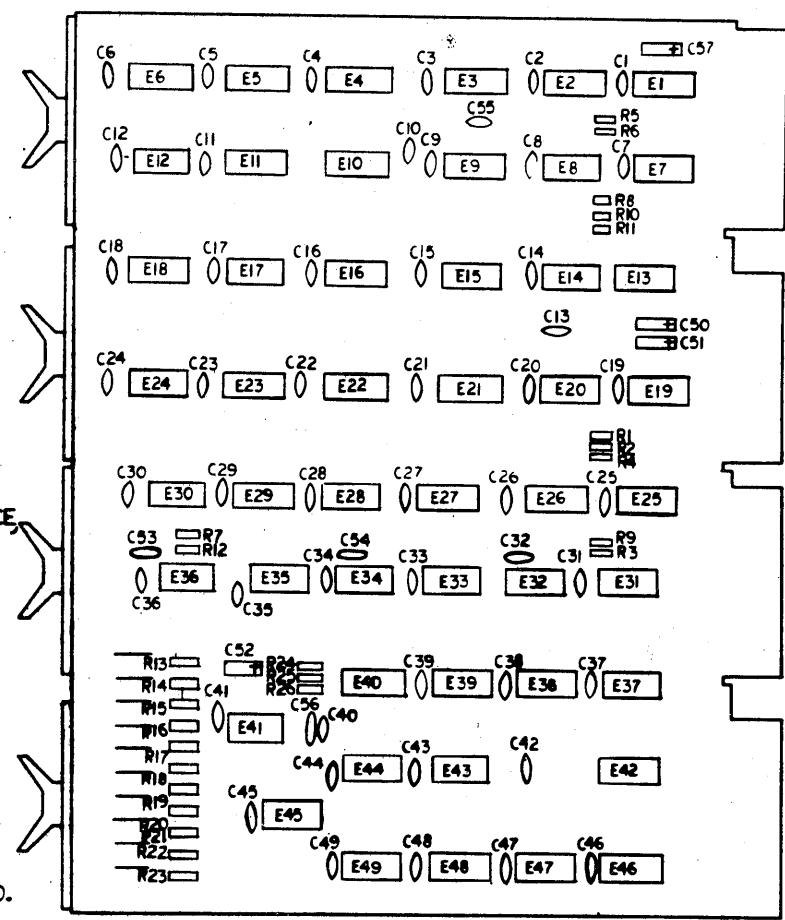 C6 C5 C4 C3 C2 C1 C57
E6 E5 E4 E3 E2 E1
C55 R5
R6
C12 C11 C10 C9 C8 C7
E12 E11 E10 E9 E8 E7
R8
R10
R11
C18 C17 C16 C15 C14
E18 E17 E16 E15 E14 E13
C13 C50
C51
C24 C23 C22 C21 C20 C19
E24 E23 E22 E21 E20 E19
R1
R2
R4
C30 C29 C28 C27 C26 C25
E30 E29 E28 E27 E26 E25
CE,
C53 R7 C54 C32 R9
R12 R3
C34 C33 C31
E36 E35 E34 E33 E32 E31
C36 C35
R13 C52 R24 C39 C38 C37
R14 R25 E40 E39 E38 E37
R26
R15 C41 C56 C40
R16 E41
R17 C44 C43 C42
R18 E44 E43 E42
R19 C45
R20 E45
R21
R22 C49 C48 C47 C46
R23 E49 E48 E47 E46
D.